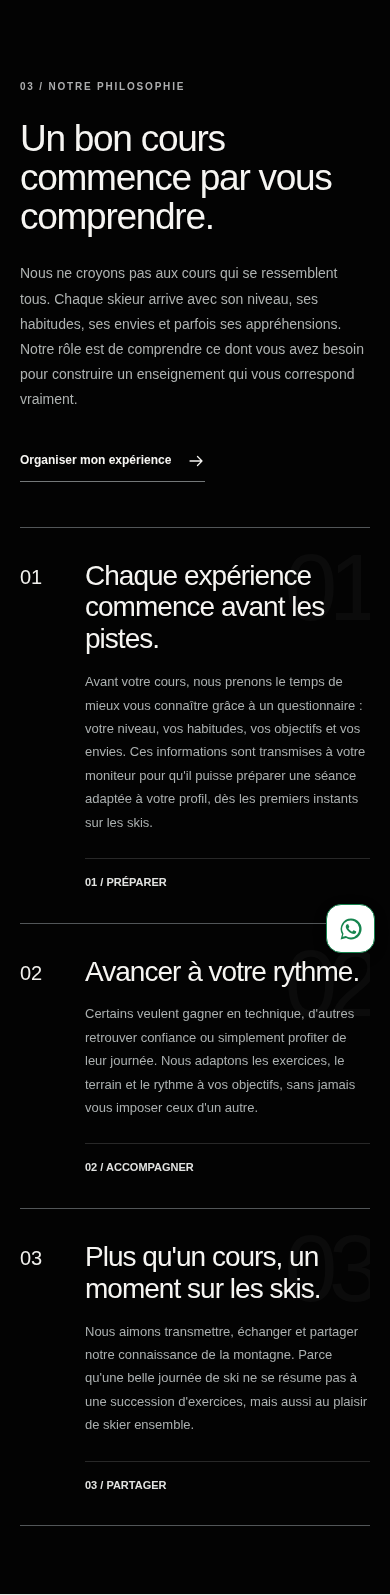 03 / NOTRE PHILOSOPHIE
Un bon cours
commence par vous
comprendre.
Nous ne croyons pas aux cours qui se ressemblent
tous. Chaque skieur arrive avec son niveau, ses
habitudes, ses envies et parfois ses appréhensions.
Notre rôle est de comprendre ce dont vous avez besoin
pour construire un enseignement qui vous correspond
vraiment.
Organiser mon expérience
01
01
Chaque expérience
commence avant les
pistes.
Avant votre cours, nous prenons le temps de
mieux vous connaître grâce à un questionnaire :
votre niveau, vos habitudes, vos objectifs et vos
envies. Ces informations sont transmises à votre
moniteur pour qu'il puisse préparer une séance
adaptée à votre profil, dès les premiers instants
sur les skis.
01 / PRÉPARER
02
02
Avancer à votre rythme.
Certains veulent gagner en technique, d'autres
retrouver confiance ou simplement profiter de
leur journée. Nous adaptons les exercices, le
terrain et le rythme à vos objectifs, sans jamais
vous imposer ceux d'un autre.
02 / ACCOMPAGNER
03
03
Plus qu'un cours, un
moment sur les skis.
Nous aimons transmettre, échanger et partager
notre connaissance de la montagne. Parce
qu'une belle journée de ski ne se résume pas à
une succession d'exercices, mais aussi au plaisir
de skier ensemble.
03 / PARTAGER